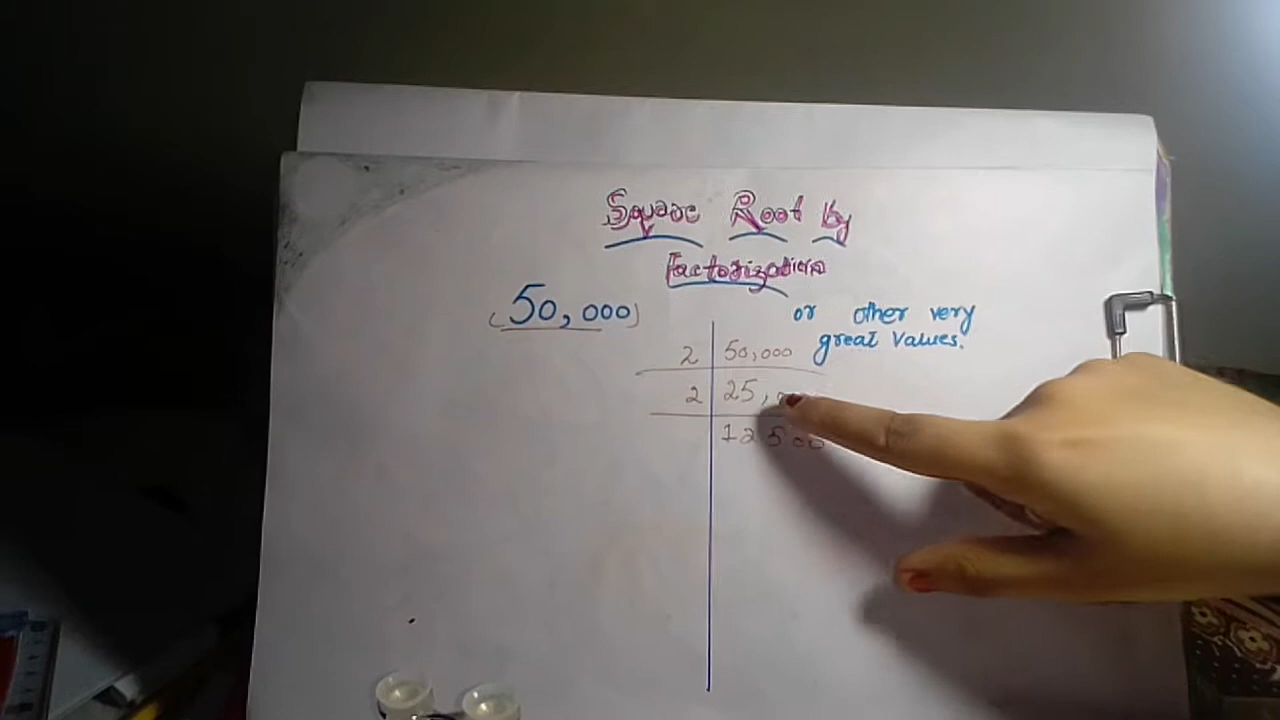 Square Root by
Factorization
(50,000) or other very
great values.
2 50,000
2 25,
12500